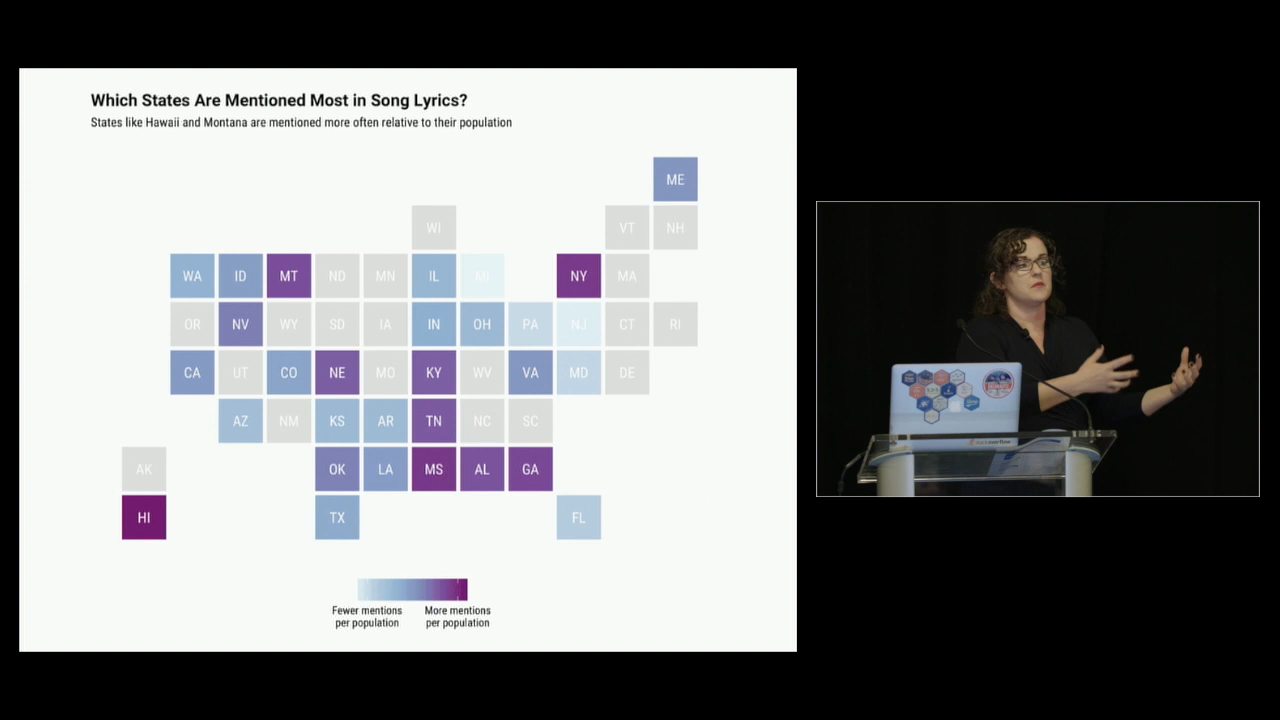 Which States Are Mentioned Most in Song Lyrics?
States like Hawaii and Montana are mentioned more often relative to their population
ME
WI VT NH
WA ID MT ND MN IL MI NY MA
OR NV WY SD IA IN OH PA NJ CT RI
CA UT CO NE MO KY WV VA MD DE
AZ NM KS AR TN NC SC
AK OK LA MS AL GA
HI TX FL
Fewer mentions
per population
More mentions
per population